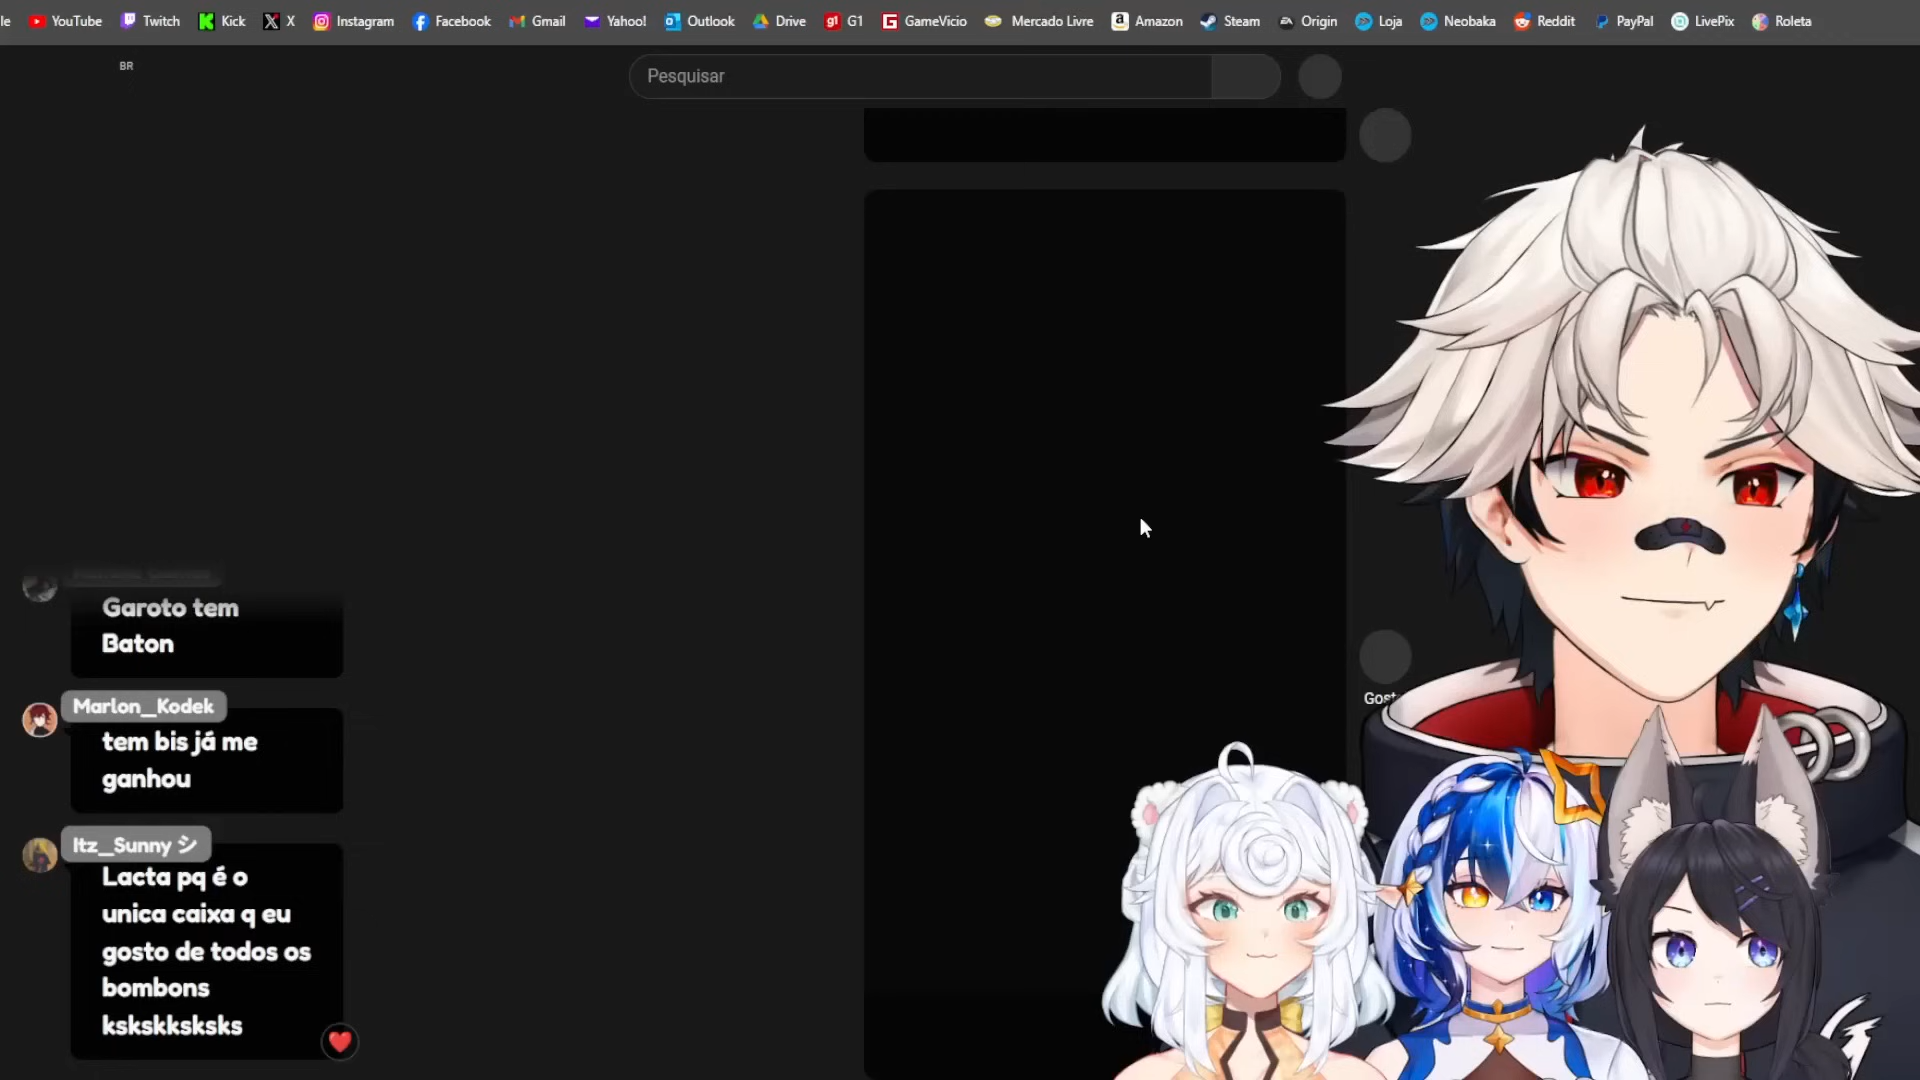 le YouTube Twitch Kick X Instagram Facebook Gmail Yahoo! Outlook Drive G1 GameVicio Mercado Livre Amazon Steam Origin Loja Neobaka Reddit PayPal LivePix Roleta
BR
Pesquisar
Gost
Garoto tem
Baton
Marlon_Kodek
tem bis já me
ganhou
Itz_Sunny シ
Lacta pq é o
unica caixa q eu
gosto de todos os
bombons
kskskksksks